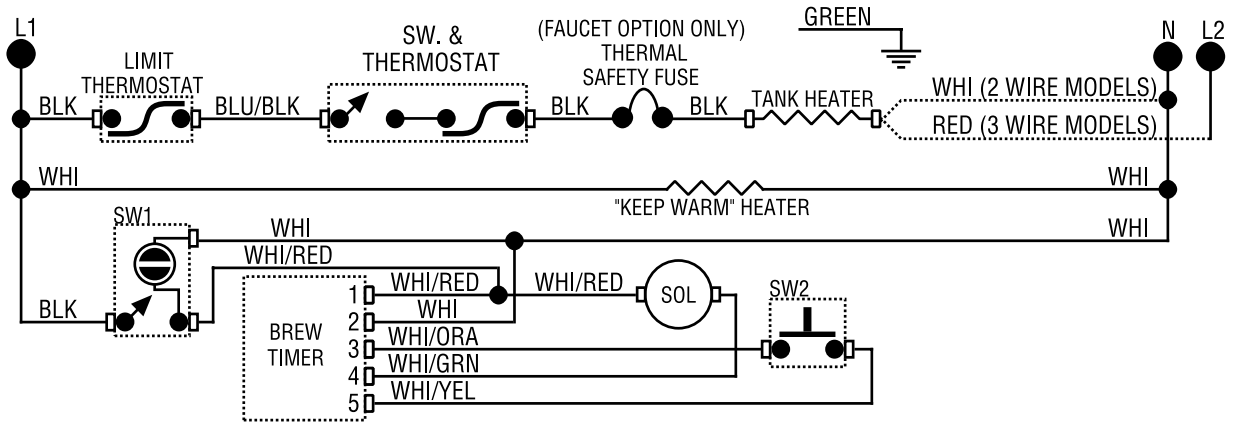 L1
LIMIT
THERMOSTAT
SW. &
THERMOSTAT
(FAUCET OPTION ONLY)
THERMAL
SAFETY FUSE
GREEN
N
L2
BLK
BLU/BLK
BLK
BLK
TANK HEATER
WHI (2 WIRE MODELS)
RED (3 WIRE MODELS)
WHI
WHI
"KEEP WARM" HEATER
SW1
WHI
WHI
WHI/RED
BLK
BREW
TIMER
1
WHI/RED
WHI/RED
SOL
2
WHI
3
WHI/ORA
4
WHI/GRN
5
WHI/YEL
SW2